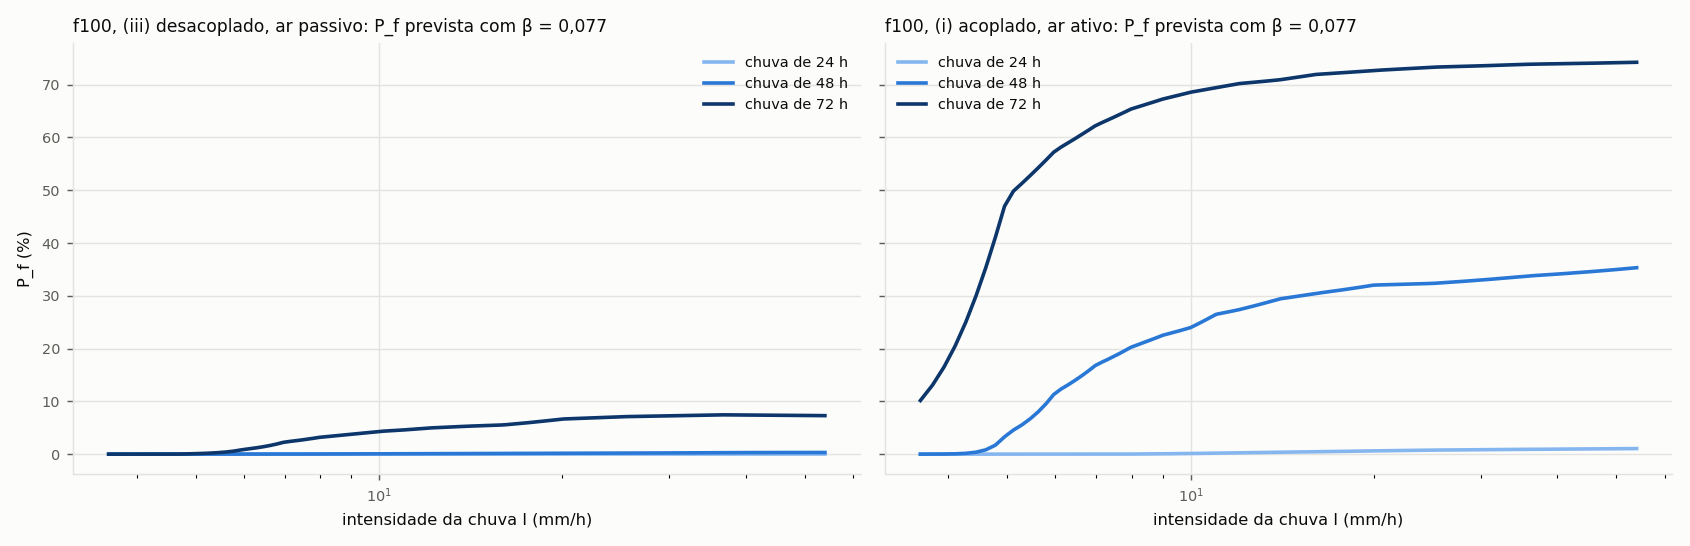 f100, (iii) desacoplado, ar passivo: P_f prevista com β = 0,077
chuva de 24 h
chuva de 48 h
chuva de 72 h
P_f (%)
70
60
50
40
30
20
10
0
10¹
intensidade da chuva I (mm/h)
f100, (i) acoplado, ar ativo: P_f prevista com β = 0,077
chuva de 24 h
chuva de 48 h
chuva de 72 h
10¹
intensidade da chuva I (mm/h)